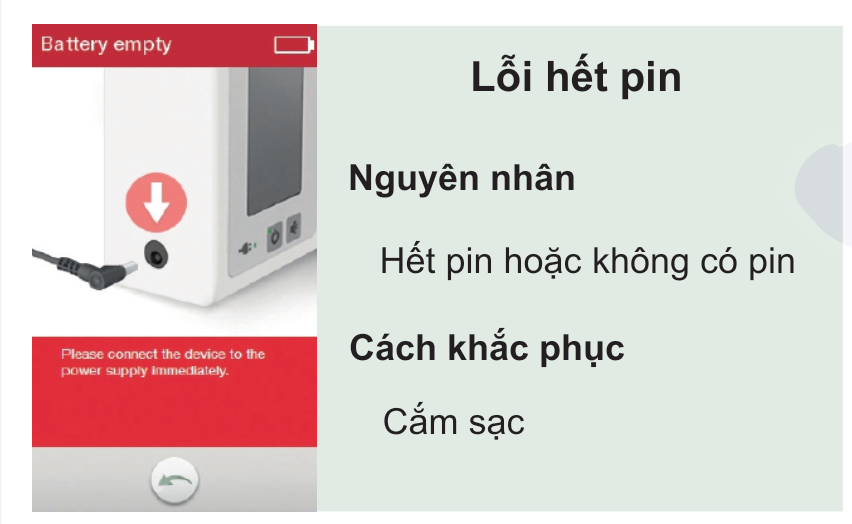 Battery empty
Please connect the device to the
power supply immediately.
Lỗi hết pin
Nguyên nhân
Hết pin hoặc không có pin
Cách khắc phục
Cắm sạc